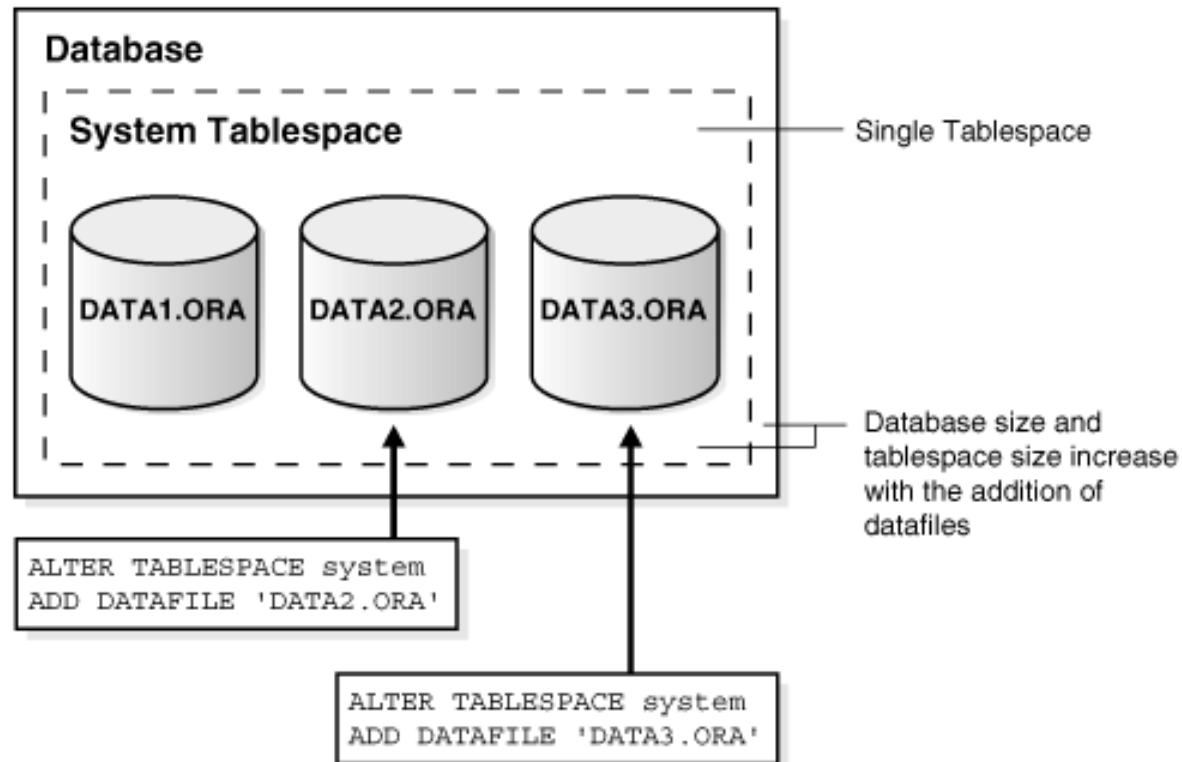 Database
System Tablespace
Single Tablespace
DATA1.ORA
DATA2.ORA
DATA3.ORA
Database size and
tablespace size increase
with the addition of
datafiles
ALTER TABLESPACE system
ADD DATAFILE 'DATA2.ORA'
ALTER TABLESPACE system
ADD DATAFILE 'DATA3.ORA'